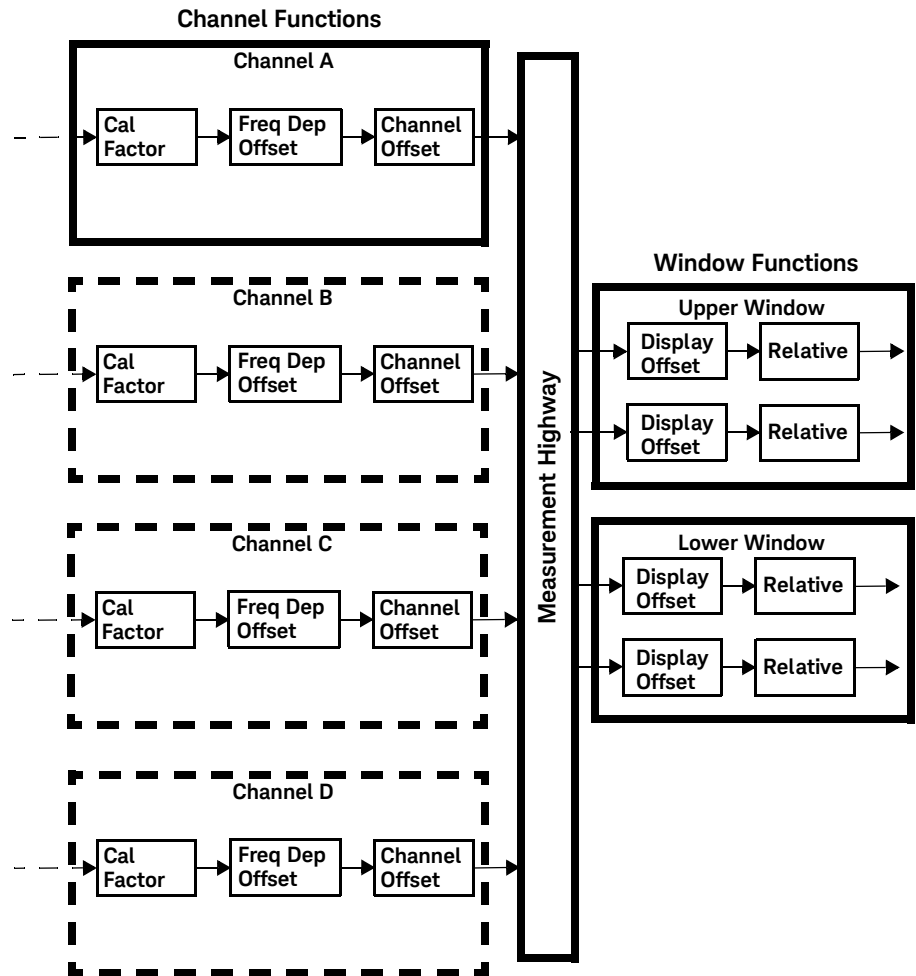 Channel Functions
Channel A
Cal
Factor
Freq Dep
Offset
Channel
Offset
Channel B
Cal
Factor
Freq Dep
Offset
Channel
Offset
Channel C
Cal
Factor
Freq Dep
Offset
Channel
Offset
Channel D
Cal
Factor
Freq Dep
Offset
Channel
Offset
Measurement Highway
Window Functions
Upper Window
Display
Offset
Relative
Display
Offset
Relative
Lower Window
Display
Offset
Relative
Display
Offset
Relative